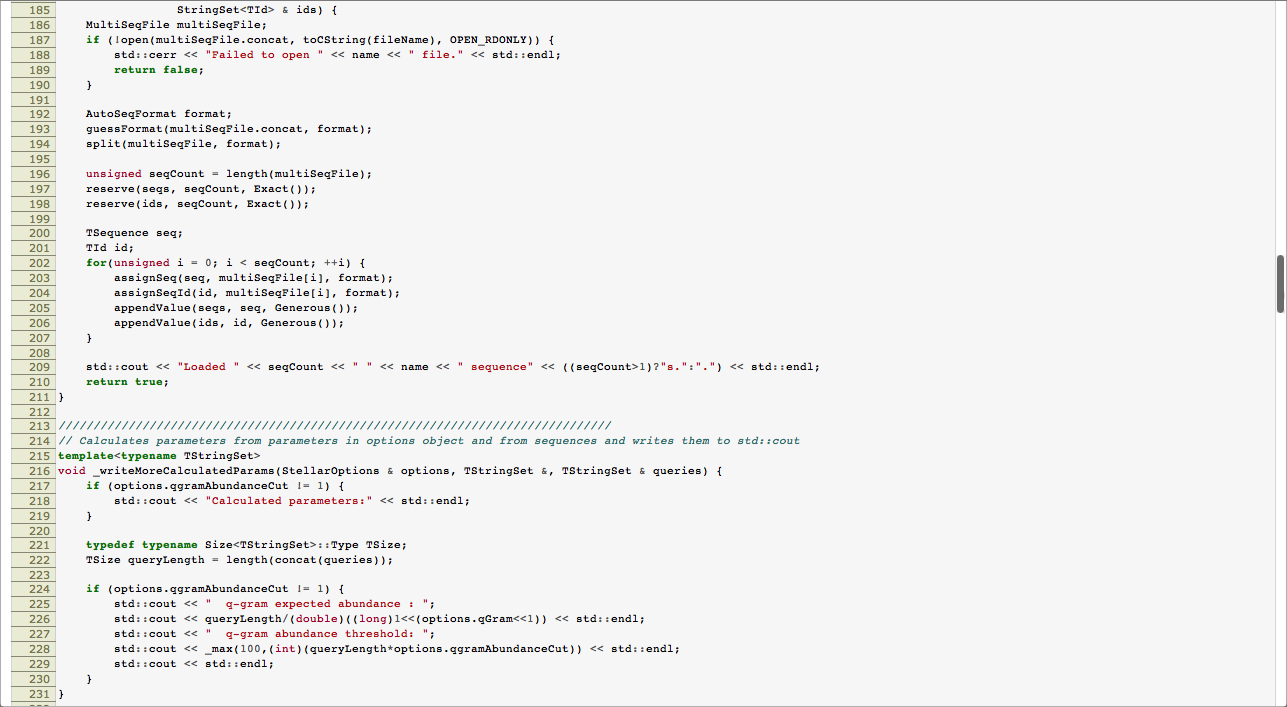 185                  StringSet<TId> & ids) {
186     MultiSeqFile multiSeqFile;
187     if (!open(multiSeqFile.concat, toCString(fileName), OPEN_RDONLY)) {
188         std::cerr << "Failed to open " << name << " file." << std::endl;
189         return false;
190     }
191
192     AutoSeqFormat format;
193     guessFormat(multiSeqFile.concat, format);
194     split(multiSeqFile, format);
195
196     unsigned seqCount = length(multiSeqFile);
197     reserve(seqs, seqCount, Exact());
198     reserve(ids, seqCount, Exact());
199
200     TSequence seq;
201     TId id;
202     for(unsigned i = 0; i < seqCount; ++i) {
203         assignSeq(seq, multiSeqFile[i], format);
204         assignSeqId(id, multiSeqFile[i], format);
205         appendValue(seqs, seq, Generous());
206         appendValue(ids, id, Generous());
207     }
208
209     std::cout << "Loaded " << seqCount << " " << name << " sequence" << ((seqCount>1)?"s.":".") << std::endl;
210     return true;
211 }
212
213 ///////////////////////////////////////////////////////////////////////////////
214 // Calculates parameters from parameters in options object and from sequences and writes them to std::cout
215 template<typename TStringSet>
216 void _writeMoreCalculatedParams(StellarOptions & options, TStringSet &, TStringSet & queries) {
217     if (options.qgramAbundanceCut != 1) {
218         std::cout << "Calculated parameters:" << std::endl;
219     }
220
221     typedef typename Size<TStringSet>::Type TSize;
222     TSize queryLength = length(concat(queries));
223
224     if (options.qgramAbundanceCut != 1) {
225         std::cout << "  q-gram expected abundance : ";
226         std::cout << queryLength/(double)((long)1<<(options.qGram<<1)) << std::endl;
227         std::cout << "  q-gram abundance threshold: ";
228         std::cout << _max(100,(int)(queryLength*options.qgramAbundanceCut)) << std::endl;
229         std::cout << std::endl;
230     }
231 }